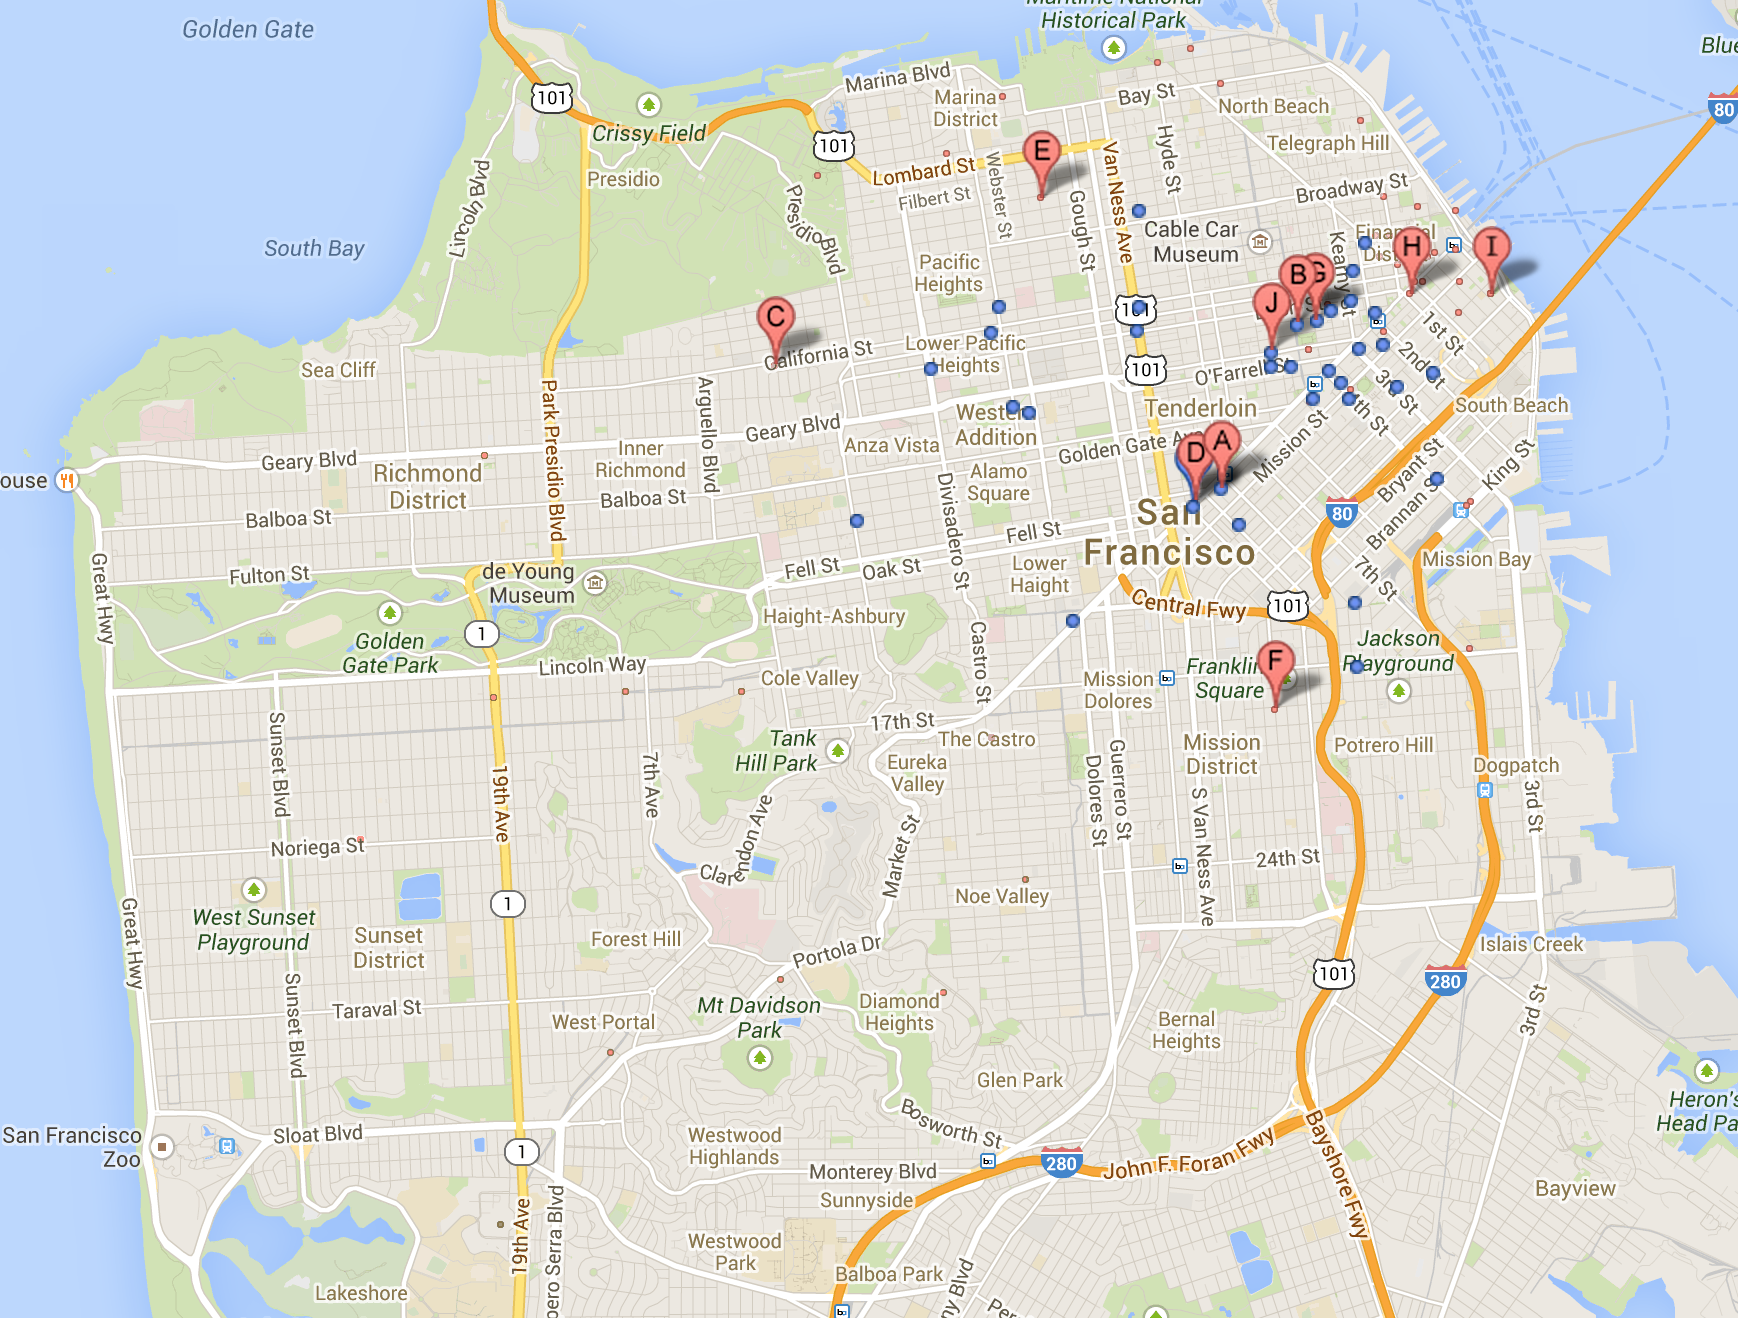 Maritime National
Historical Park
Golden Gate
Blue
101
Marina Blvd
80
Marina
District
Bay St
North Beach
Crissy Field
101
Hyde St
Telegraph Hill
E
Lombard St
Van Ness Ave
Presidio
Webster St
Filbert St
Broadway St
Lincoln Blvd
Presidio Blvd
Gough St
Cable Car
Museum
Kearny St
Financial
District
H
I
South Bay
Pacific
Heights
B
G
J
C
101
California St
Lower Pacific
Heights
1st St
2nd St
Sea Cliff
101
O'Farrell St
3rd St
4th St
Park Presidio Blvd
Arguello Blvd
Tenderloin
South Beach
Western
Addition
Geary Blvd
Anza Vista
Golden Gate Ave
Mission St
D
A
Inner
Richmond
Geary Blvd
Richmond
District
Alamo
Square
Bryant St
King St
ouse
Balboa St
Balboa St
Divisadero St
80
Brannan St
San
Francisco
Fell St
Great Hwy
Fulton St
de Young
Museum
Fell St
Oak St
Lower
Haight
Mission Bay
7th St
Central Fwy
101
Haight-Ashbury
Golden
Gate Park
1
Castro St
Jackson
Playground
Lincoln Way
Cole Valley
Mission
Dolores
Franklin
Square
F
Sunset Blvd
17th St
The Castro
Tank
Hill Park
Mission
District
Potrero Hill
Eureka
Valley
Dogpatch
7th Ave
19th Ave
Dolores St
Guerrero St
S Van Ness Ave
3rd St
Clarendon Ave
Market St
Noriega St
24th St
Noe Valley
1
West Sunset
Playground
Great Hwy
Sunset
District
Forest Hill
Portola Dr
Islais Creek
101
280
Sunset Blvd
Taraval St
West Portal
Mt Davidson
Park
Diamond
Heights
Bernal
Heights
3rd St
Glen Park
Heron's
Head Pa
San Francisco
Zoo
Sloat Blvd
1
Westwood
Highlands
Bosworth St
Monterey Blvd
280
John F. Foran Fwy
Bayshore Fwy
Sunnyside
Bayview
19th Ave
pero Serra Blvd
Westwood
Park
Balboa Park
ny Blvd
Lakeshore
Per